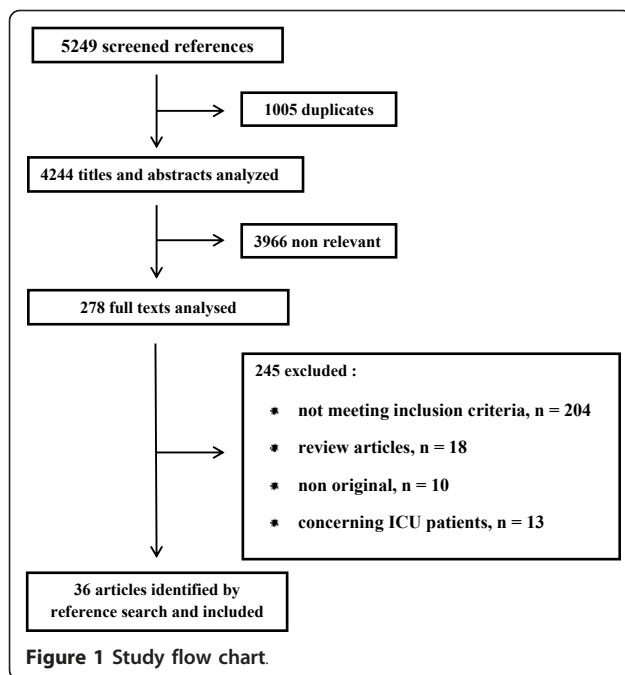 5249 screened references
1005 duplicates
4244 titles and abstracts analyzed
3966 non relevant
278 full texts analysed
245 excluded :
* not meeting inclusion criteria, n = 204
* review articles, n = 18
* non original, n = 10
* concerning ICU patients, n = 13
36 articles identified by
reference search and included
Figure 1 Study flow chart.